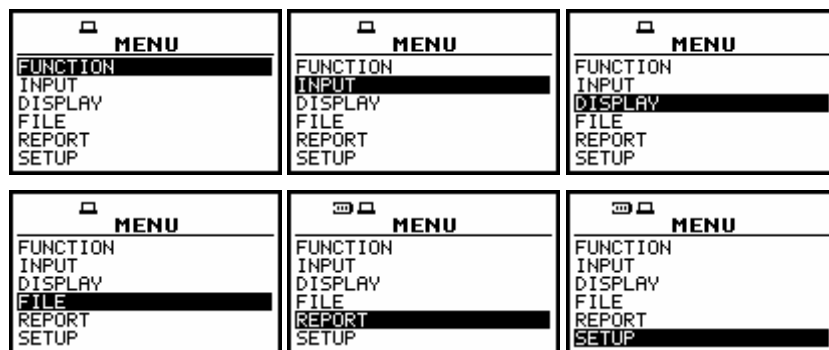 MENU
FUNCTION
INPUT
DISPLAY
FILE
REPORT
SETUP
MENU
FUNCTION
INPUT
DISPLAY
FILE
REPORT
SETUP
MENU
FUNCTION
INPUT
DISPLAY
FILE
REPORT
SETUP
MENU
FUNCTION
INPUT
DISPLAY
FILE
REPORT
SETUP
MENU
FUNCTION
INPUT
DISPLAY
FILE
REPORT
SETUP
MENU
FUNCTION
INPUT
DISPLAY
FILE
REPORT
SETUP